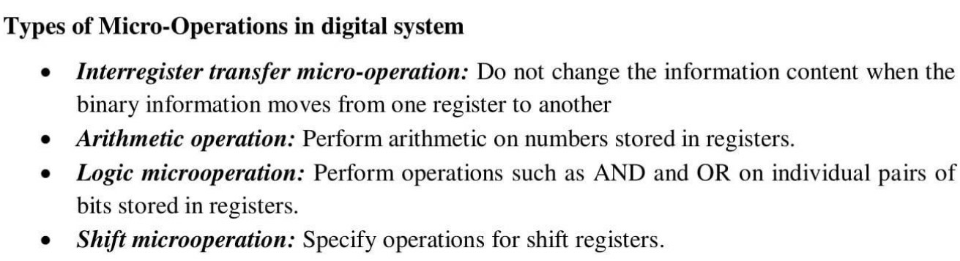 Types of Micro-Operations in digital system
• Interregister transfer micro-operation: Do not change the information content when the
binary information moves from one register to another
• Arithmetic operation: Perform arithmetic on numbers stored in registers.
• Logic microoperation: Perform operations such as AND and OR on individual pairs of
bits stored in registers.
• Shift microoperation: Specify operations for shift registers.